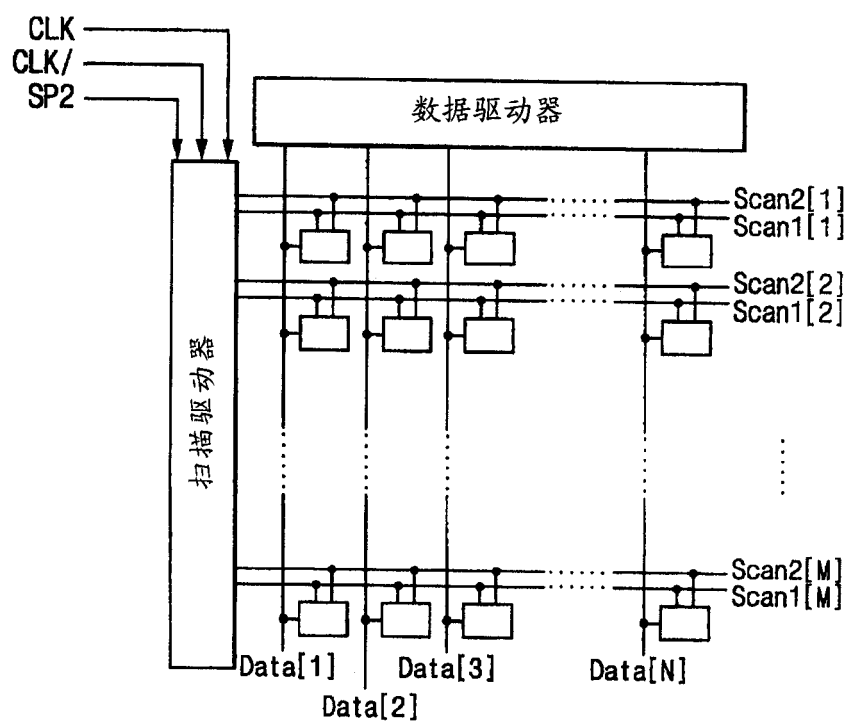 CLK
CLK/
SP2
数据驱动器
扫描驱动器
Scan2[1]
Scan1[1]
Scan2[2]
Scan1[2]
Scan2[M]
Scan1[M]
Data[1]
Data[2]
Data[3]
Data[N]